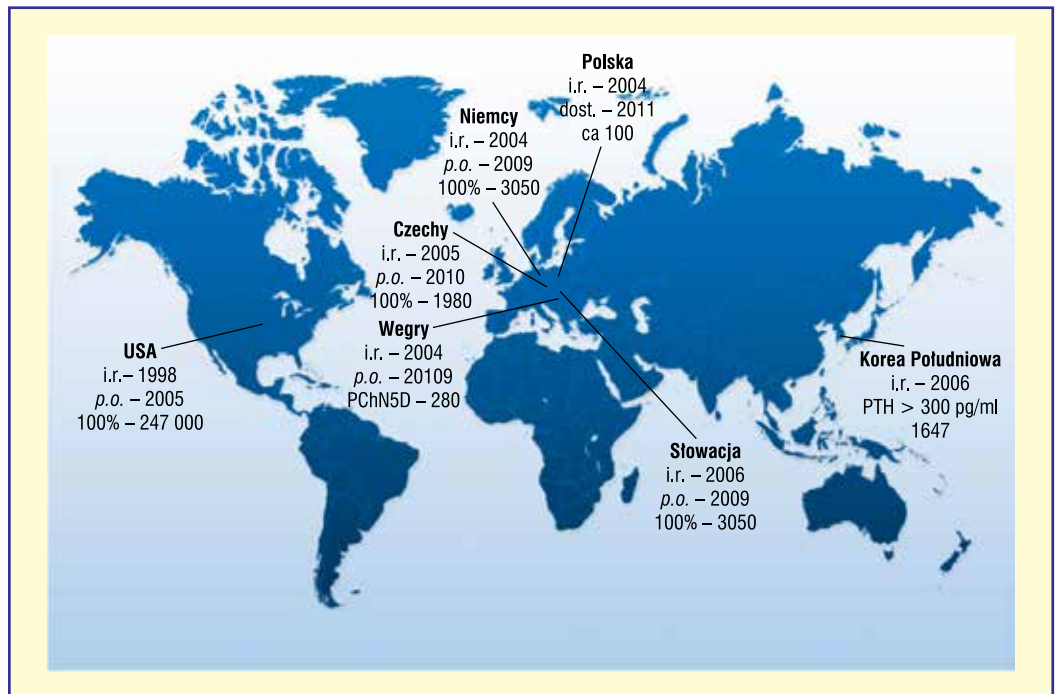 Polska
i.r. – 2004
dost. – 2011
ca 100
Niemcy
i.r. – 2004
p.o. – 2009
100% – 3050
Czechy
i.r. – 2005
p.o. – 2010
100% – 1980
Wegry
i.r. – 2004
p.o. – 20109
PChN5D – 280
USA
i.r.– 1998
p.o. – 2005
100% – 247 000
Korea Południowa
i.r. – 2006
PTH > 300 pg/ml
1647
Słowacja
i.r. – 2006
p.o. – 2009
100% – 3050